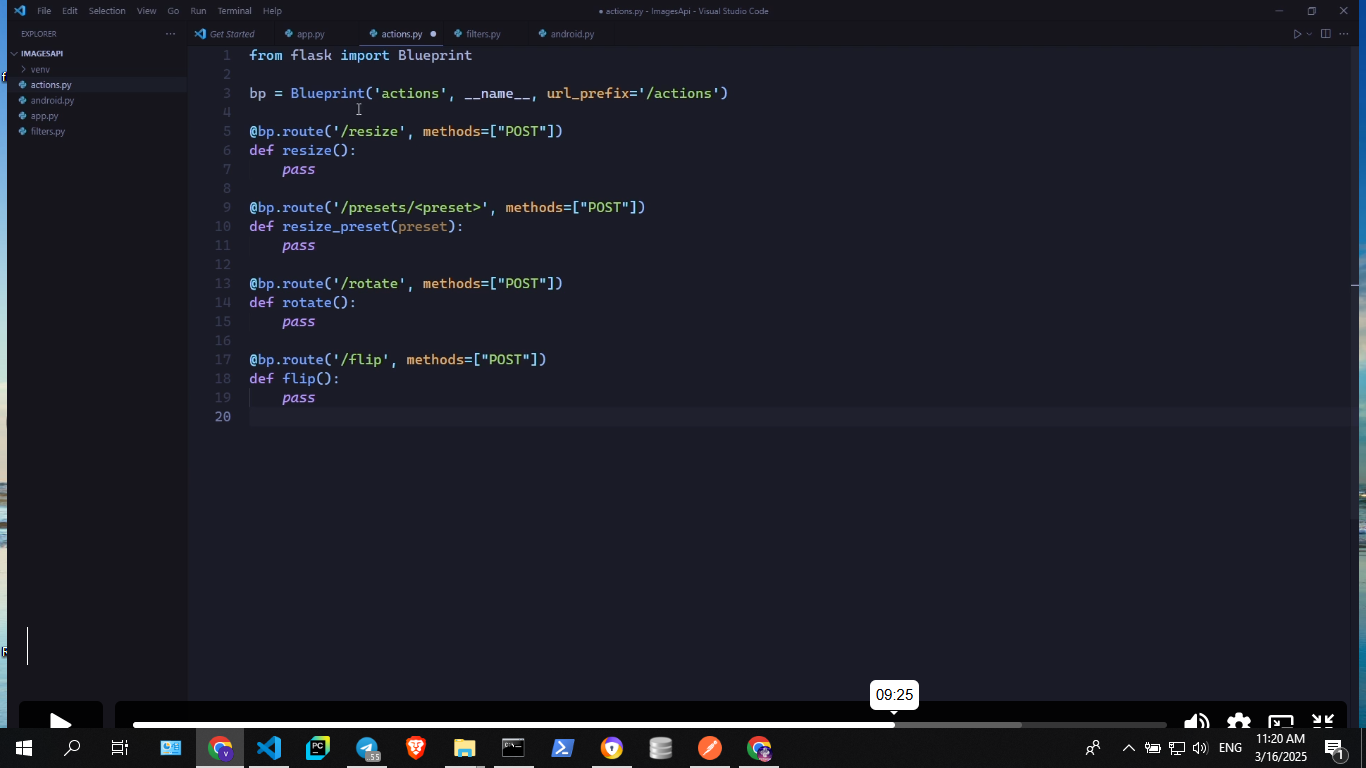 File Edit Selection View Go Run Terminal Help
● actions.py - ImagesApi - Visual Studio Code
EXPLORER
IMAGESAPI
venv
actions.py
android.py
app.py
filters.py
Get Started app.py actions.py filters.py android.py
1 from flask import Blueprint
2
3 bp = Blueprint('actions', __name__, url_prefix='/actions')
4
5 @bp.route('/resize', methods=["POST"])
6 def resize():
7 pass
8
9 @bp.route('/presets/<preset>', methods=["POST"])
10 def resize_preset(preset):
11 pass
12
13 @bp.route('/rotate', methods=["POST"])
14 def rotate():
15 pass
16
17 @bp.route('/flip', methods=["POST"])
18 def flip():
19 pass
20
09:25
PC
55
ENG
11:20 AM
3/16/2025
1